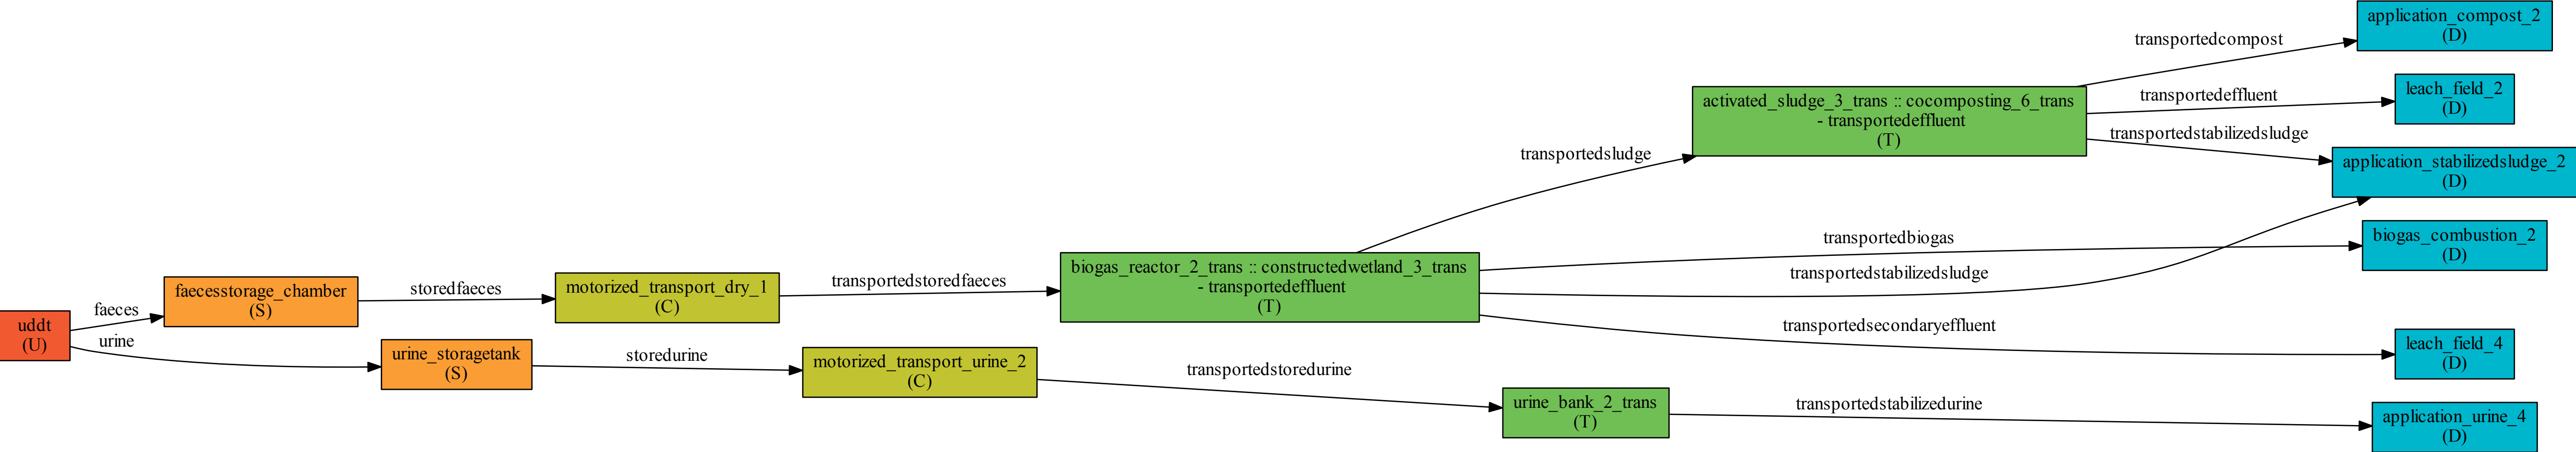 uddt
(U)
faeces
urine
faecesstorage_chamber
(S)
urine_storagetank
(S)
storedfaeces
storedurine
motorized_transport_dry_1
(C)
motorized_transport_urine_2
(C)
transportedstoredfaeces
transportedstoredurine
biogas_reactor_2_trans :: constructedwetland_3_trans
- transportedeffluent
(T)
urine_bank_2_trans
(T)
transportedsludge
activated_sludge_3_trans :: cocomposting_6_trans
- transportedeffluent
(T)
transportedbiogas
transportedstabilizedsludge
transportedsecondaryeffluent
transportedstabilizedurine
transportedcompost
transportedeffluent
transportedstabilizedsludge
application_compost_2
(D)
leach_field_2
(D)
application_stabilizedsludge_2
(D)
biogas_combustion_2
(D)
leach_field_4
(D)
application_urine_4
(D)